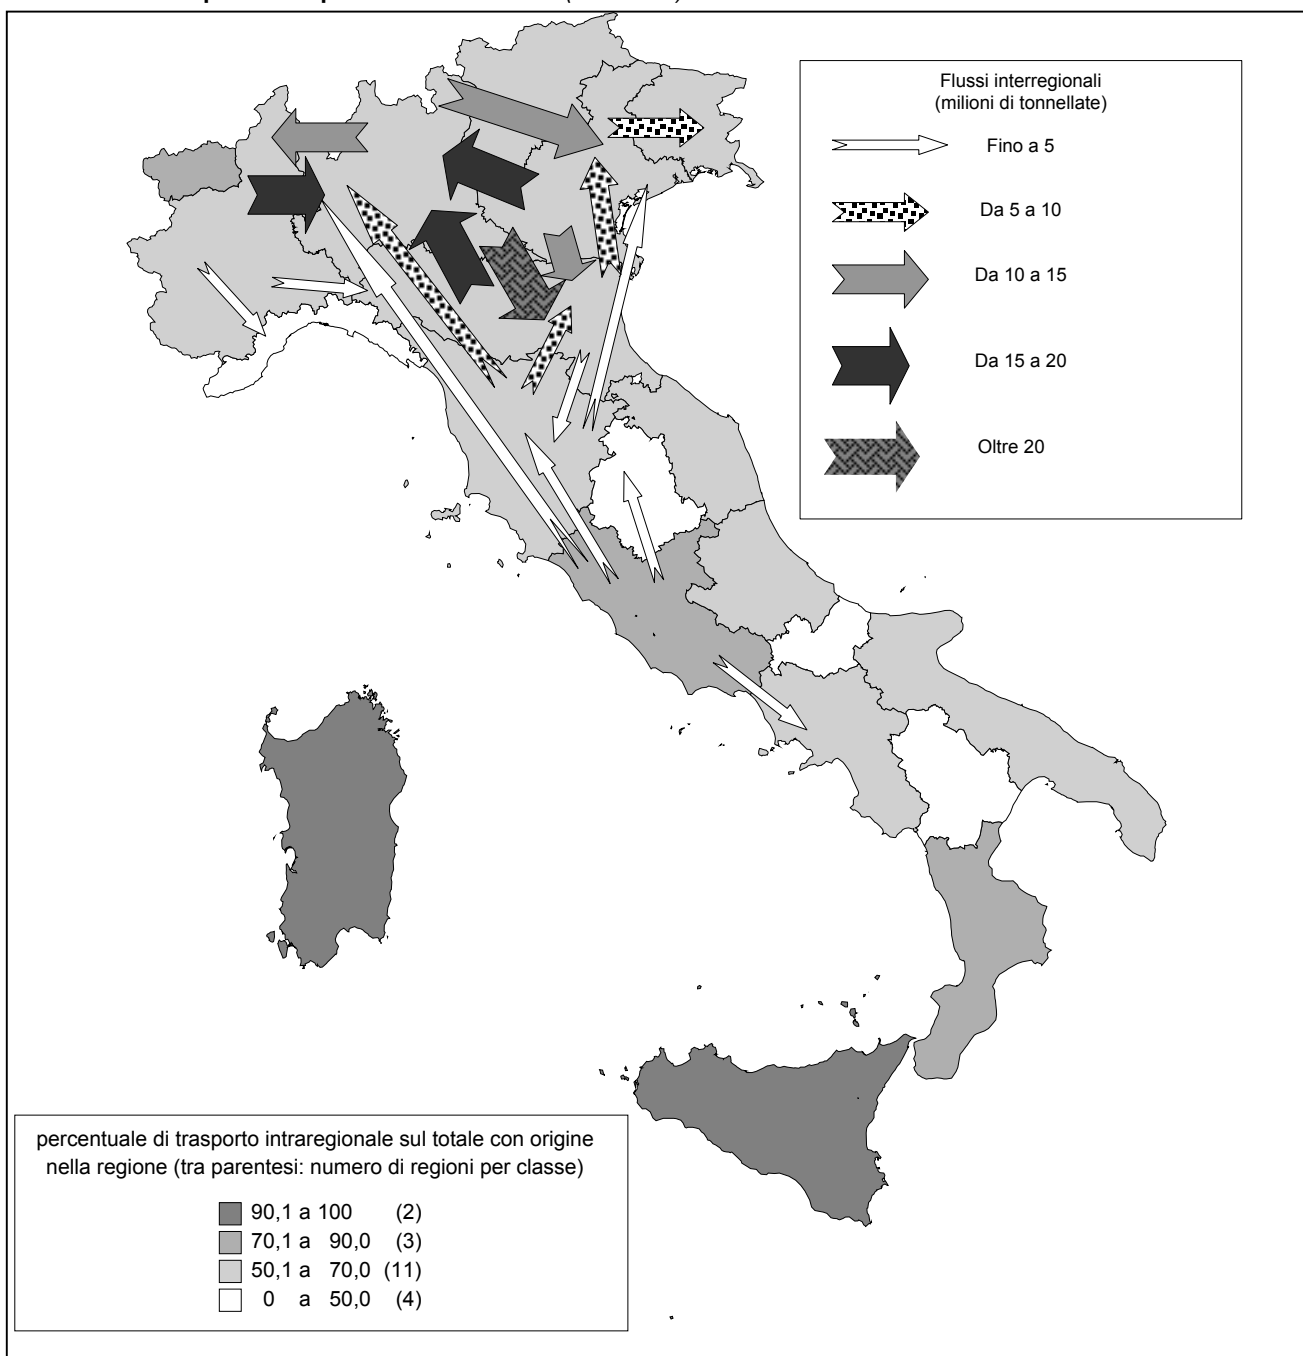 Flussi interregionali
(milioni di tonnellate)
Fino a 5
Da 5 a 10
Da 10 a 15
Da 15 a 20
Oltre 20
percentuale di trasporto intraregionale sul totale con origine
nella regione (tra parentesi: numero di regioni per classe)
90,1 a 100 (2)
70,1 a 90,0 (3)
50,1 a 70,0 (11)
0 a 50,0 (4)